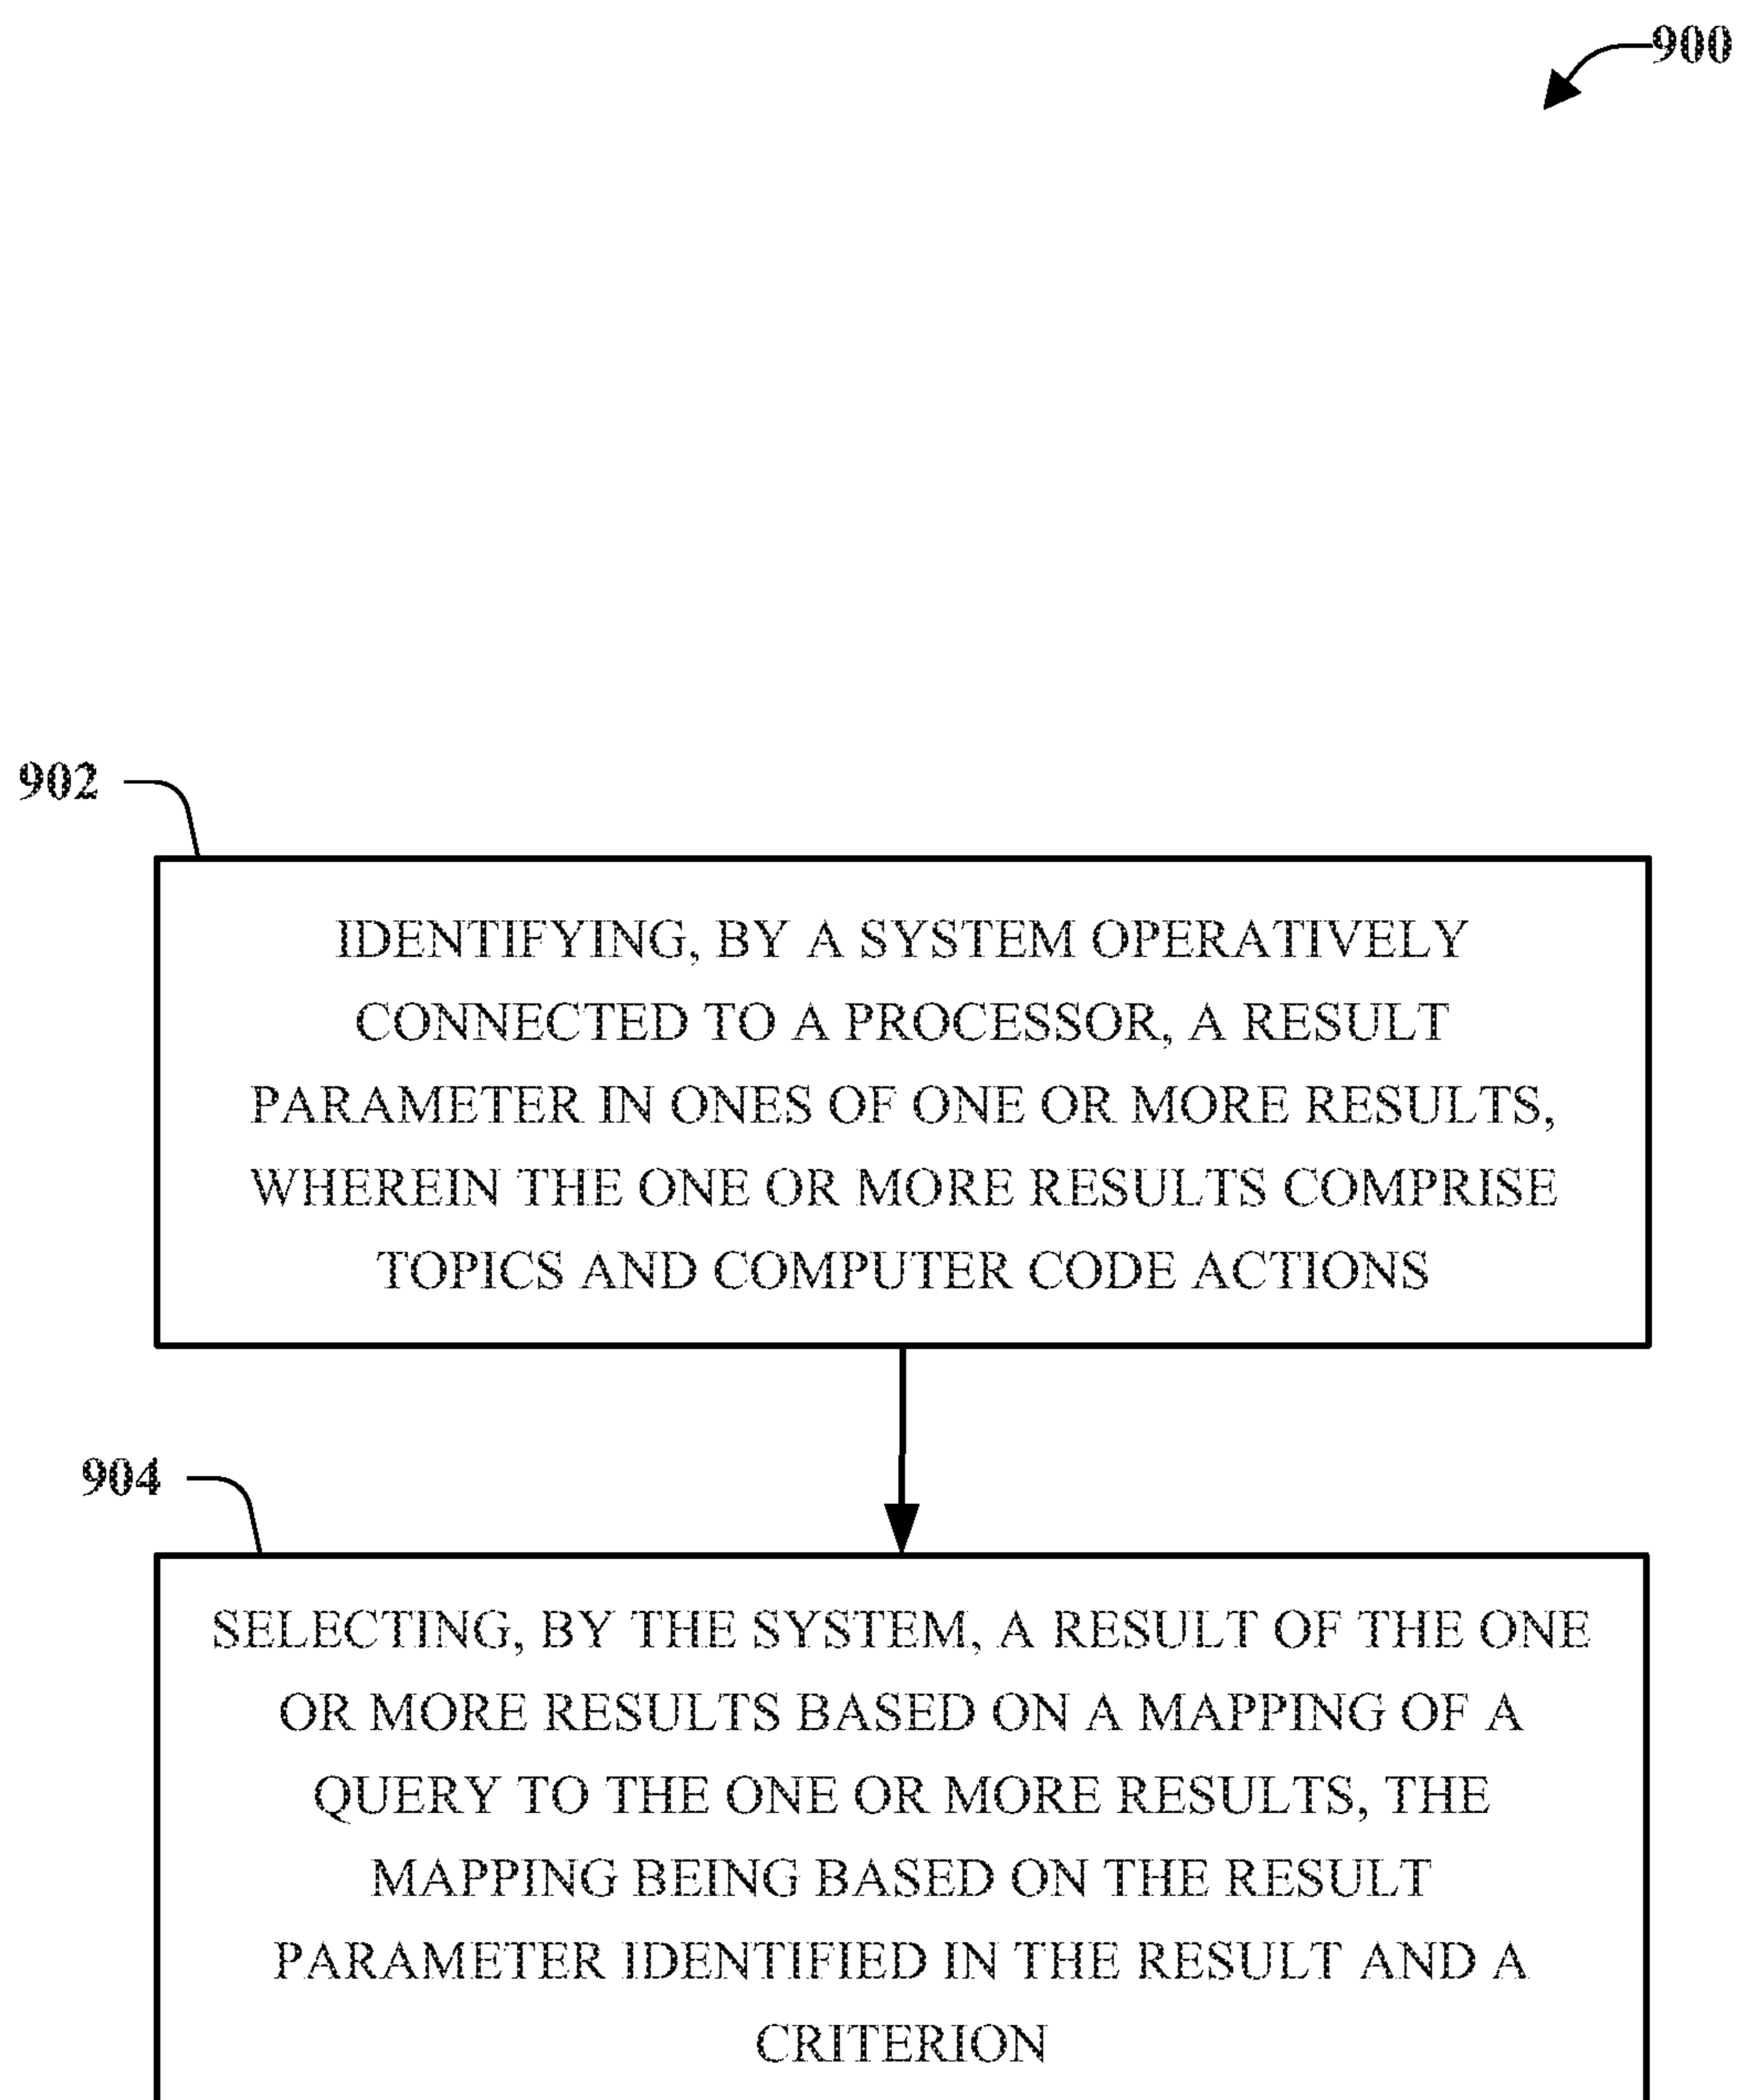 900
902
IDENTIFYING, BY A SYSTEM OPERATIVELY
CONNECTED TO A PROCESSOR, A RESULT
PARAMETER IN ONES OF ONE OR MORE RESULTS,
WHEREIN THE ONE OR MORE RESULTS COMPRISE
TOPICS AND COMPUTER CODE ACTIONS
904
SELECTING, BY THE SYSTEM, A RESULT OF THE ONE
OR MORE RESULTS BASED ON A MAPPING OF A
QUERY TO THE ONE OR MORE RESULTS, THE
MAPPING BEING BASED ON THE RESULT
PARAMETER IDENTIFIED IN THE RESULT AND A
CRITERION